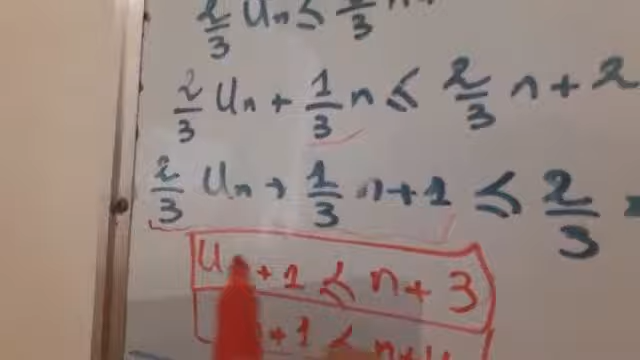 2/3 Un ≤ 2/3 n+
2/3 Un + 1/3 n ≤ 2/3 n + 2
2/3 Un + 1/3 n + 1 ≤ 2/3
Un+1 ≤ n + 3
n+1 ≤ n+4